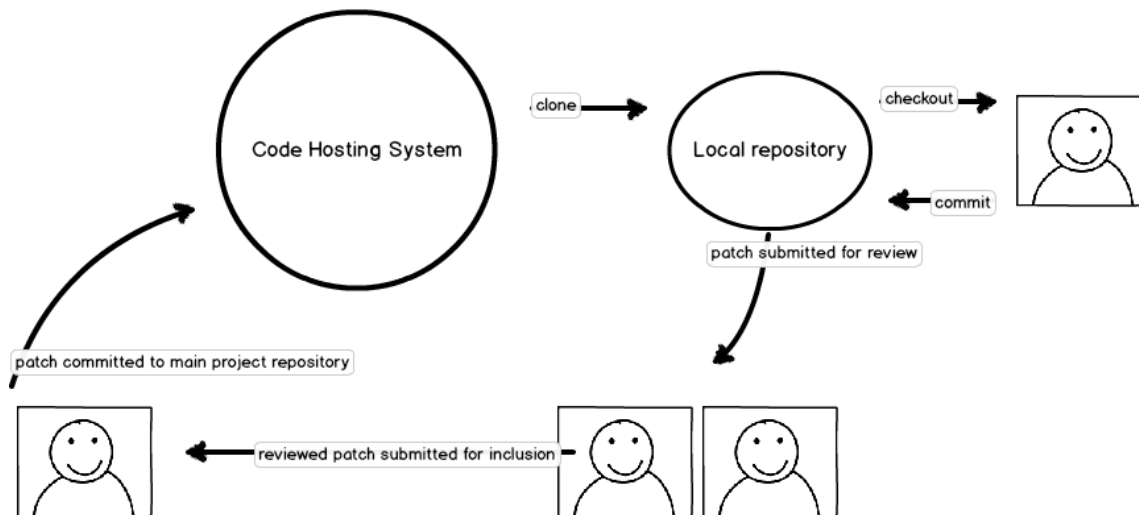 clone
checkout
Code Hosting System
Local repository
commit
patch submitted for review
patch committed to main project repository
reviewed patch submitted for inclusion